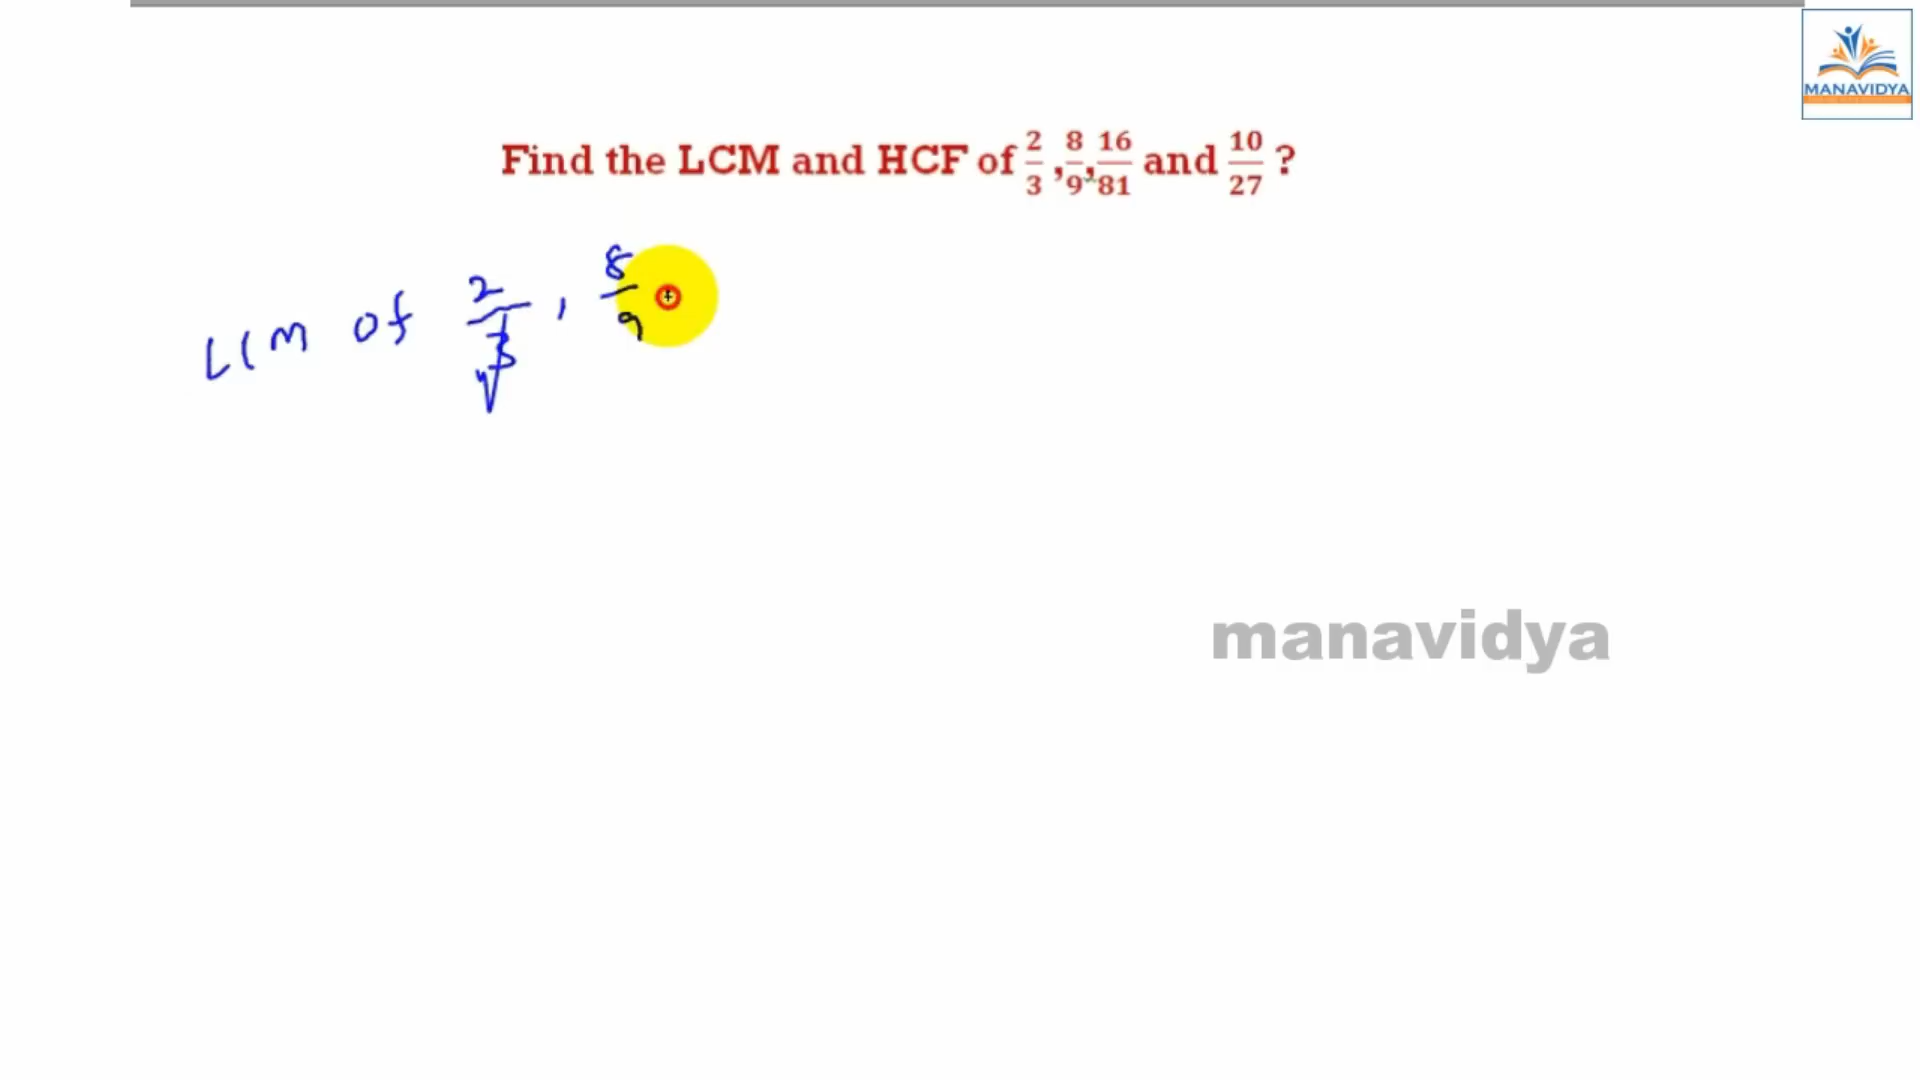 MANAVIDYA
Find the LCM and HCF of 2/3, 8/9, 16/81 and 10/27 ?
LCM of 2/3, 8/9
manavidya